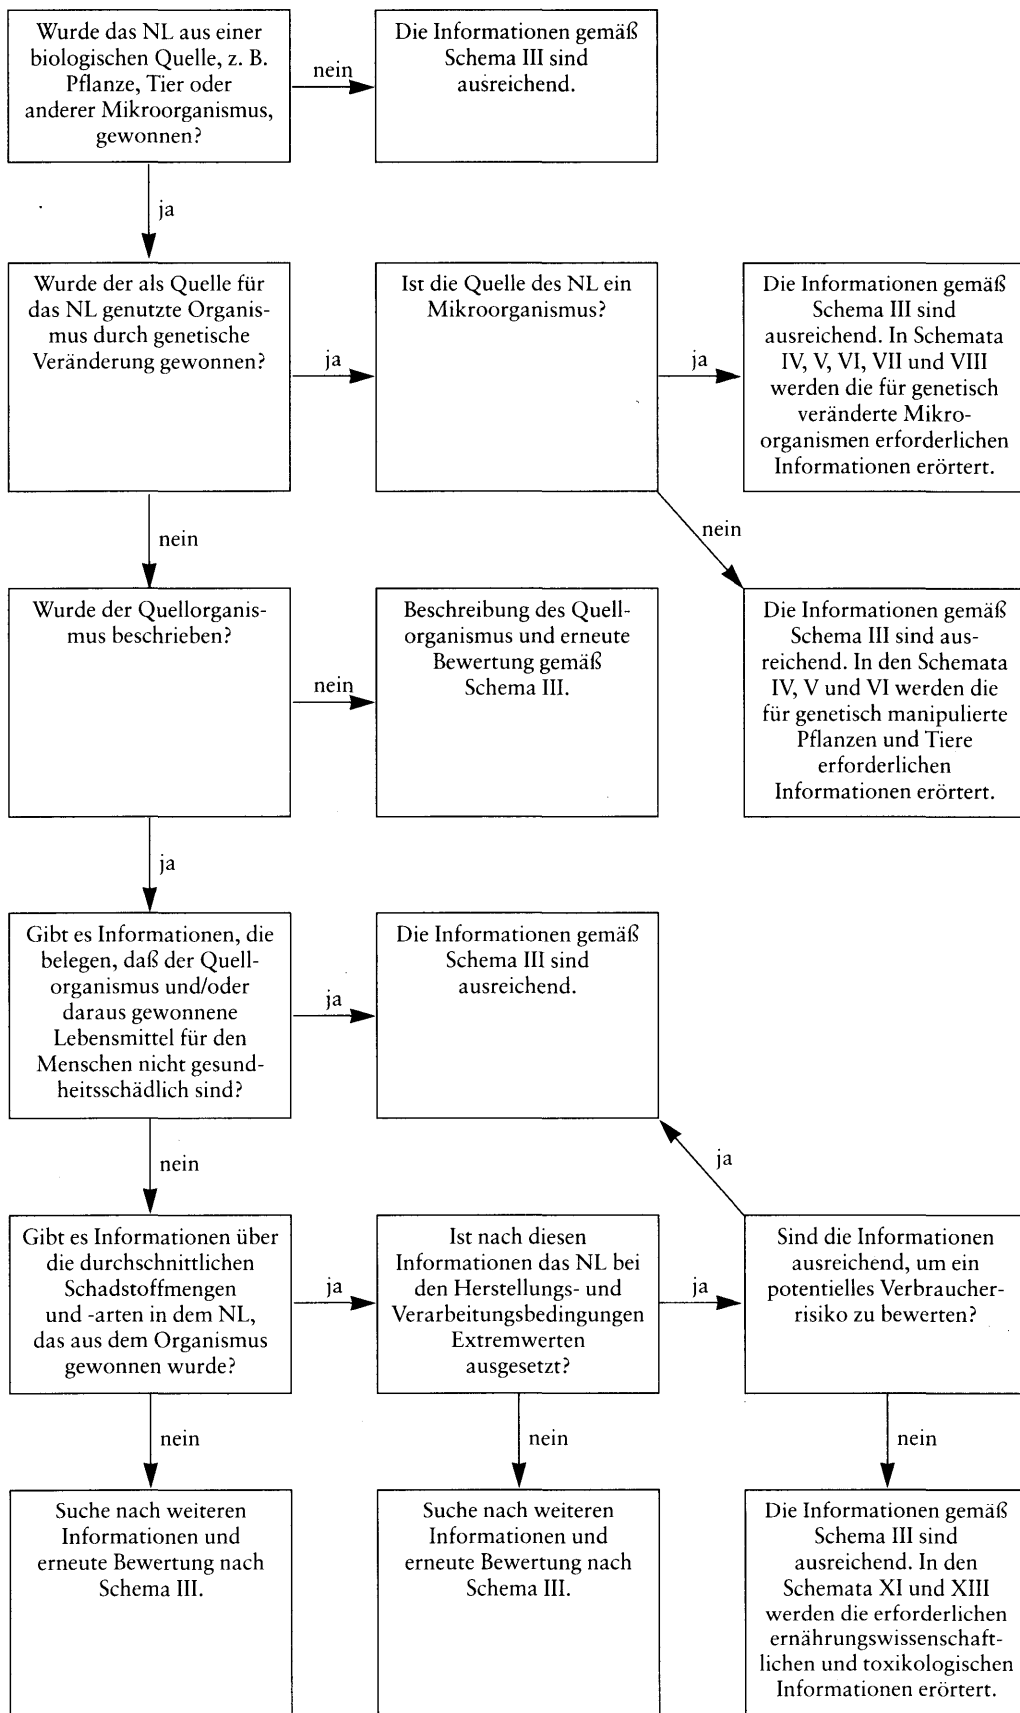 Wurde das NL aus einer
biologischen Quelle, z. B.
Pflanze, Tier oder
anderer Mikroorganismus,
gewonnen?
nein
Die Informationen gemäß
Schema III sind
ausreichend.
ja
Wurde der als Quelle für
das NL genutzte Organis-
mus durch genetische
Veränderung gewonnen?
ja
Ist die Quelle des NL ein
Mikroorganismus?
ja
Die Informationen gemäß
Schema III sind
ausreichend. In Schemata
IV, V, VI, VII und VIII
werden die für genetisch
veränderte Mikro-
organismen erforderlichen
Informationen erörtert.
nein
nein
Wurde der Quellorganis-
mus beschrieben?
nein
Beschreibung des Quell-
organismus und erneute
Bewertung gemäß
Schema III.
Die Informationen gemäß
Schema III sind aus-
reichend. In den Schemata
IV, V und VI werden die
für genetisch manipulierte
Pflanzen und Tiere
erforderlichen
Informationen erörtert.
ja
Gibt es Informationen, die
belegen, daß der Quell-
organismus und/oder
daraus gewonnene
Lebensmittel für den
Menschen nicht gesund-
heitsschädlich sind?
ja
Die Informationen gemäß
Schema III sind
ausreichend.
nein
ja
Gibt es Informationen über
die durchschnittlichen
Schadstoffmengen
und -arten in dem NL,
das aus dem Organismus
gewonnen wurde?
ja
Ist nach diesen
Informationen das NL bei
den Herstellungs- und
Verarbeitungsbedingungen
Extremwerten
ausgesetzt?
ja
Sind die Informationen
ausreichend, um ein
potentielles Verbraucher-
risiko zu bewerten?
nein
nein
nein
Suche nach weiteren
Informationen und
erneute Bewertung nach
Schema III.
Suche nach weiteren
Informationen und
erneute Bewertung nach
Schema III.
Die Informationen gemäß
Schema III sind
ausreichend. In den
Schemata XI und XIII
werden die erforderlichen
ernährungswissenschaft-
lichen und toxikologischen
Informationen erörtert.